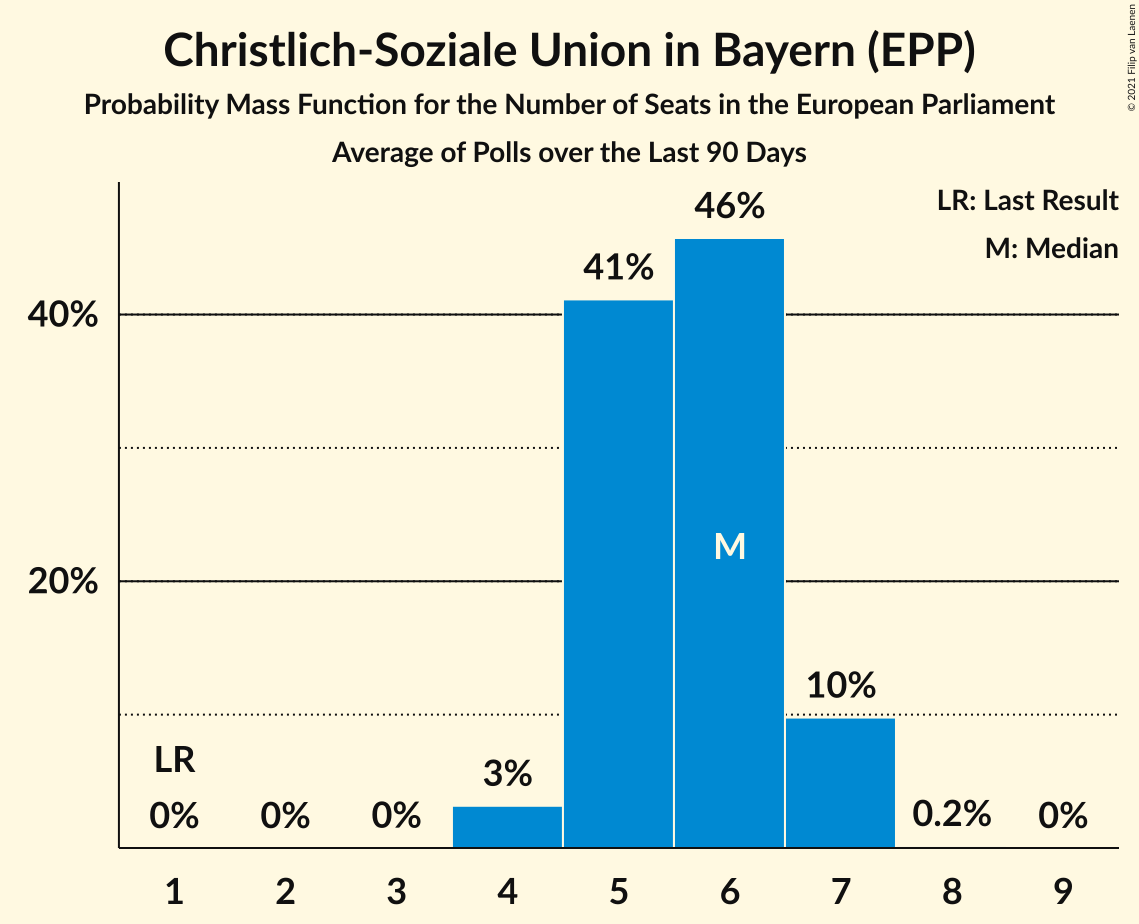 Christlich-Soziale Union in Bayern (EPP)
Probability Mass Function for the Number of Seats in the European Parliament
Average of Polls over the Last 90 Days
© 2021 Filip van Laenen
LR: Last Result
M: Median
46%
41%
40%
M
20%
10%
LR
3%
0% 0% 0% 0.2% 0%
1 2 3 4 5 6 7 8 9